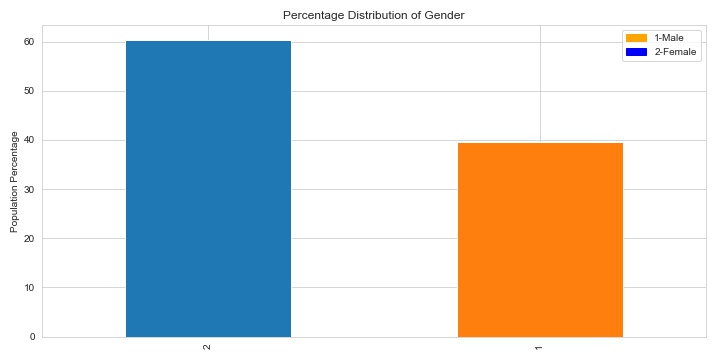 Percentage Distribution of Gender
1-Male
2-Female
Population Percentage
60
50
40
30
20
10
0
2
1